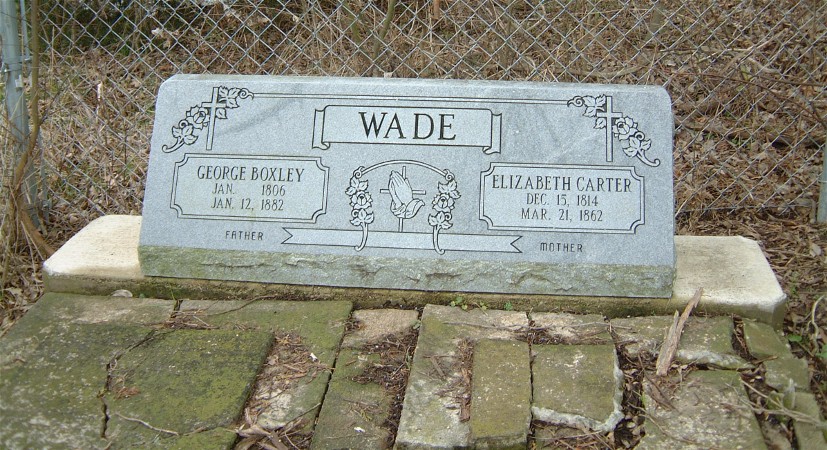 WADE
GEORGE BOXLEY
JAN. 1806
JAN. 12, 1882
FATHER
ELIZABETH CARTER
DEC. 15, 1814
MAR. 21, 1862
MOTHER